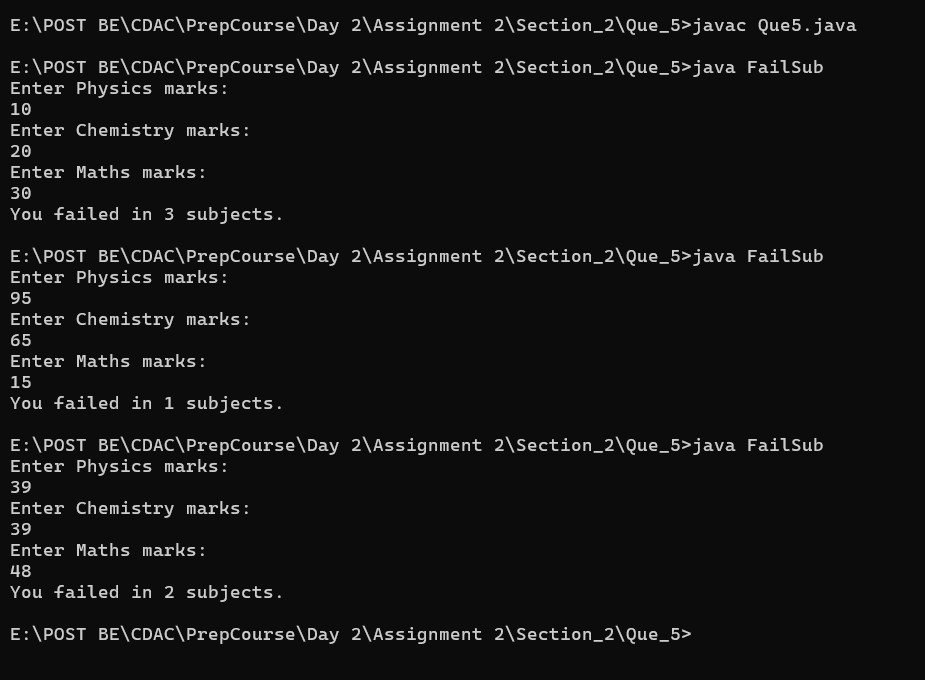 E:\POST BE\CDAC\PrepCourse\Day 2\Assignment 2\Section_2\Que_5>javac Que5.java
E:\POST BE\CDAC\PrepCourse\Day 2\Assignment 2\Section_2\Que_5>java FailSub
Enter Physics marks:
10
Enter Chemistry marks:
20
Enter Maths marks:
30
You failed in 3 subjects.
E:\POST BE\CDAC\PrepCourse\Day 2\Assignment 2\Section_2\Que_5>java FailSub
Enter Physics marks:
95
Enter Chemistry marks:
65
Enter Maths marks:
15
You failed in 1 subjects.
E:\POST BE\CDAC\PrepCourse\Day 2\Assignment 2\Section_2\Que_5>java FailSub
Enter Physics marks:
39
Enter Chemistry marks:
39
Enter Maths marks:
48
You failed in 2 subjects.
E:\POST BE\CDAC\PrepCourse\Day 2\Assignment 2\Section_2\Que_5>